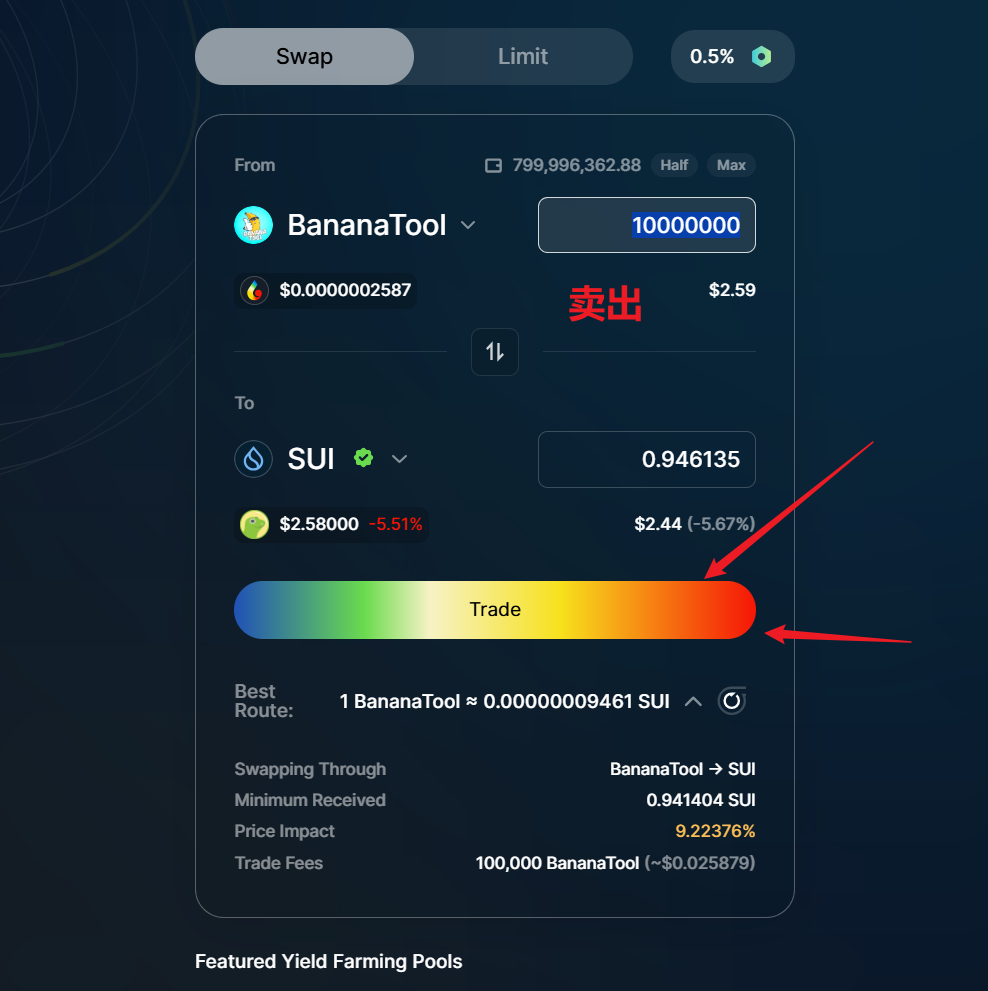 Swap Limit 0.5%
From 799,996,362.88 Half Max
BananaTool 10000000
$0.0000002587 $2.59
卖出
To
SUI 0.946135
$2.58000 -5.51% $2.44 (-5.67%)
Trade
Best Route: 1 BananaTool ≈ 0.00000009461 SUI
Swapping Through BananaTool → SUI
Minimum Received 0.941404 SUI
Price Impact 9.22376%
Trade Fees 100,000 BananaTool (~$0.025879)
Featured Yield Farming Pools